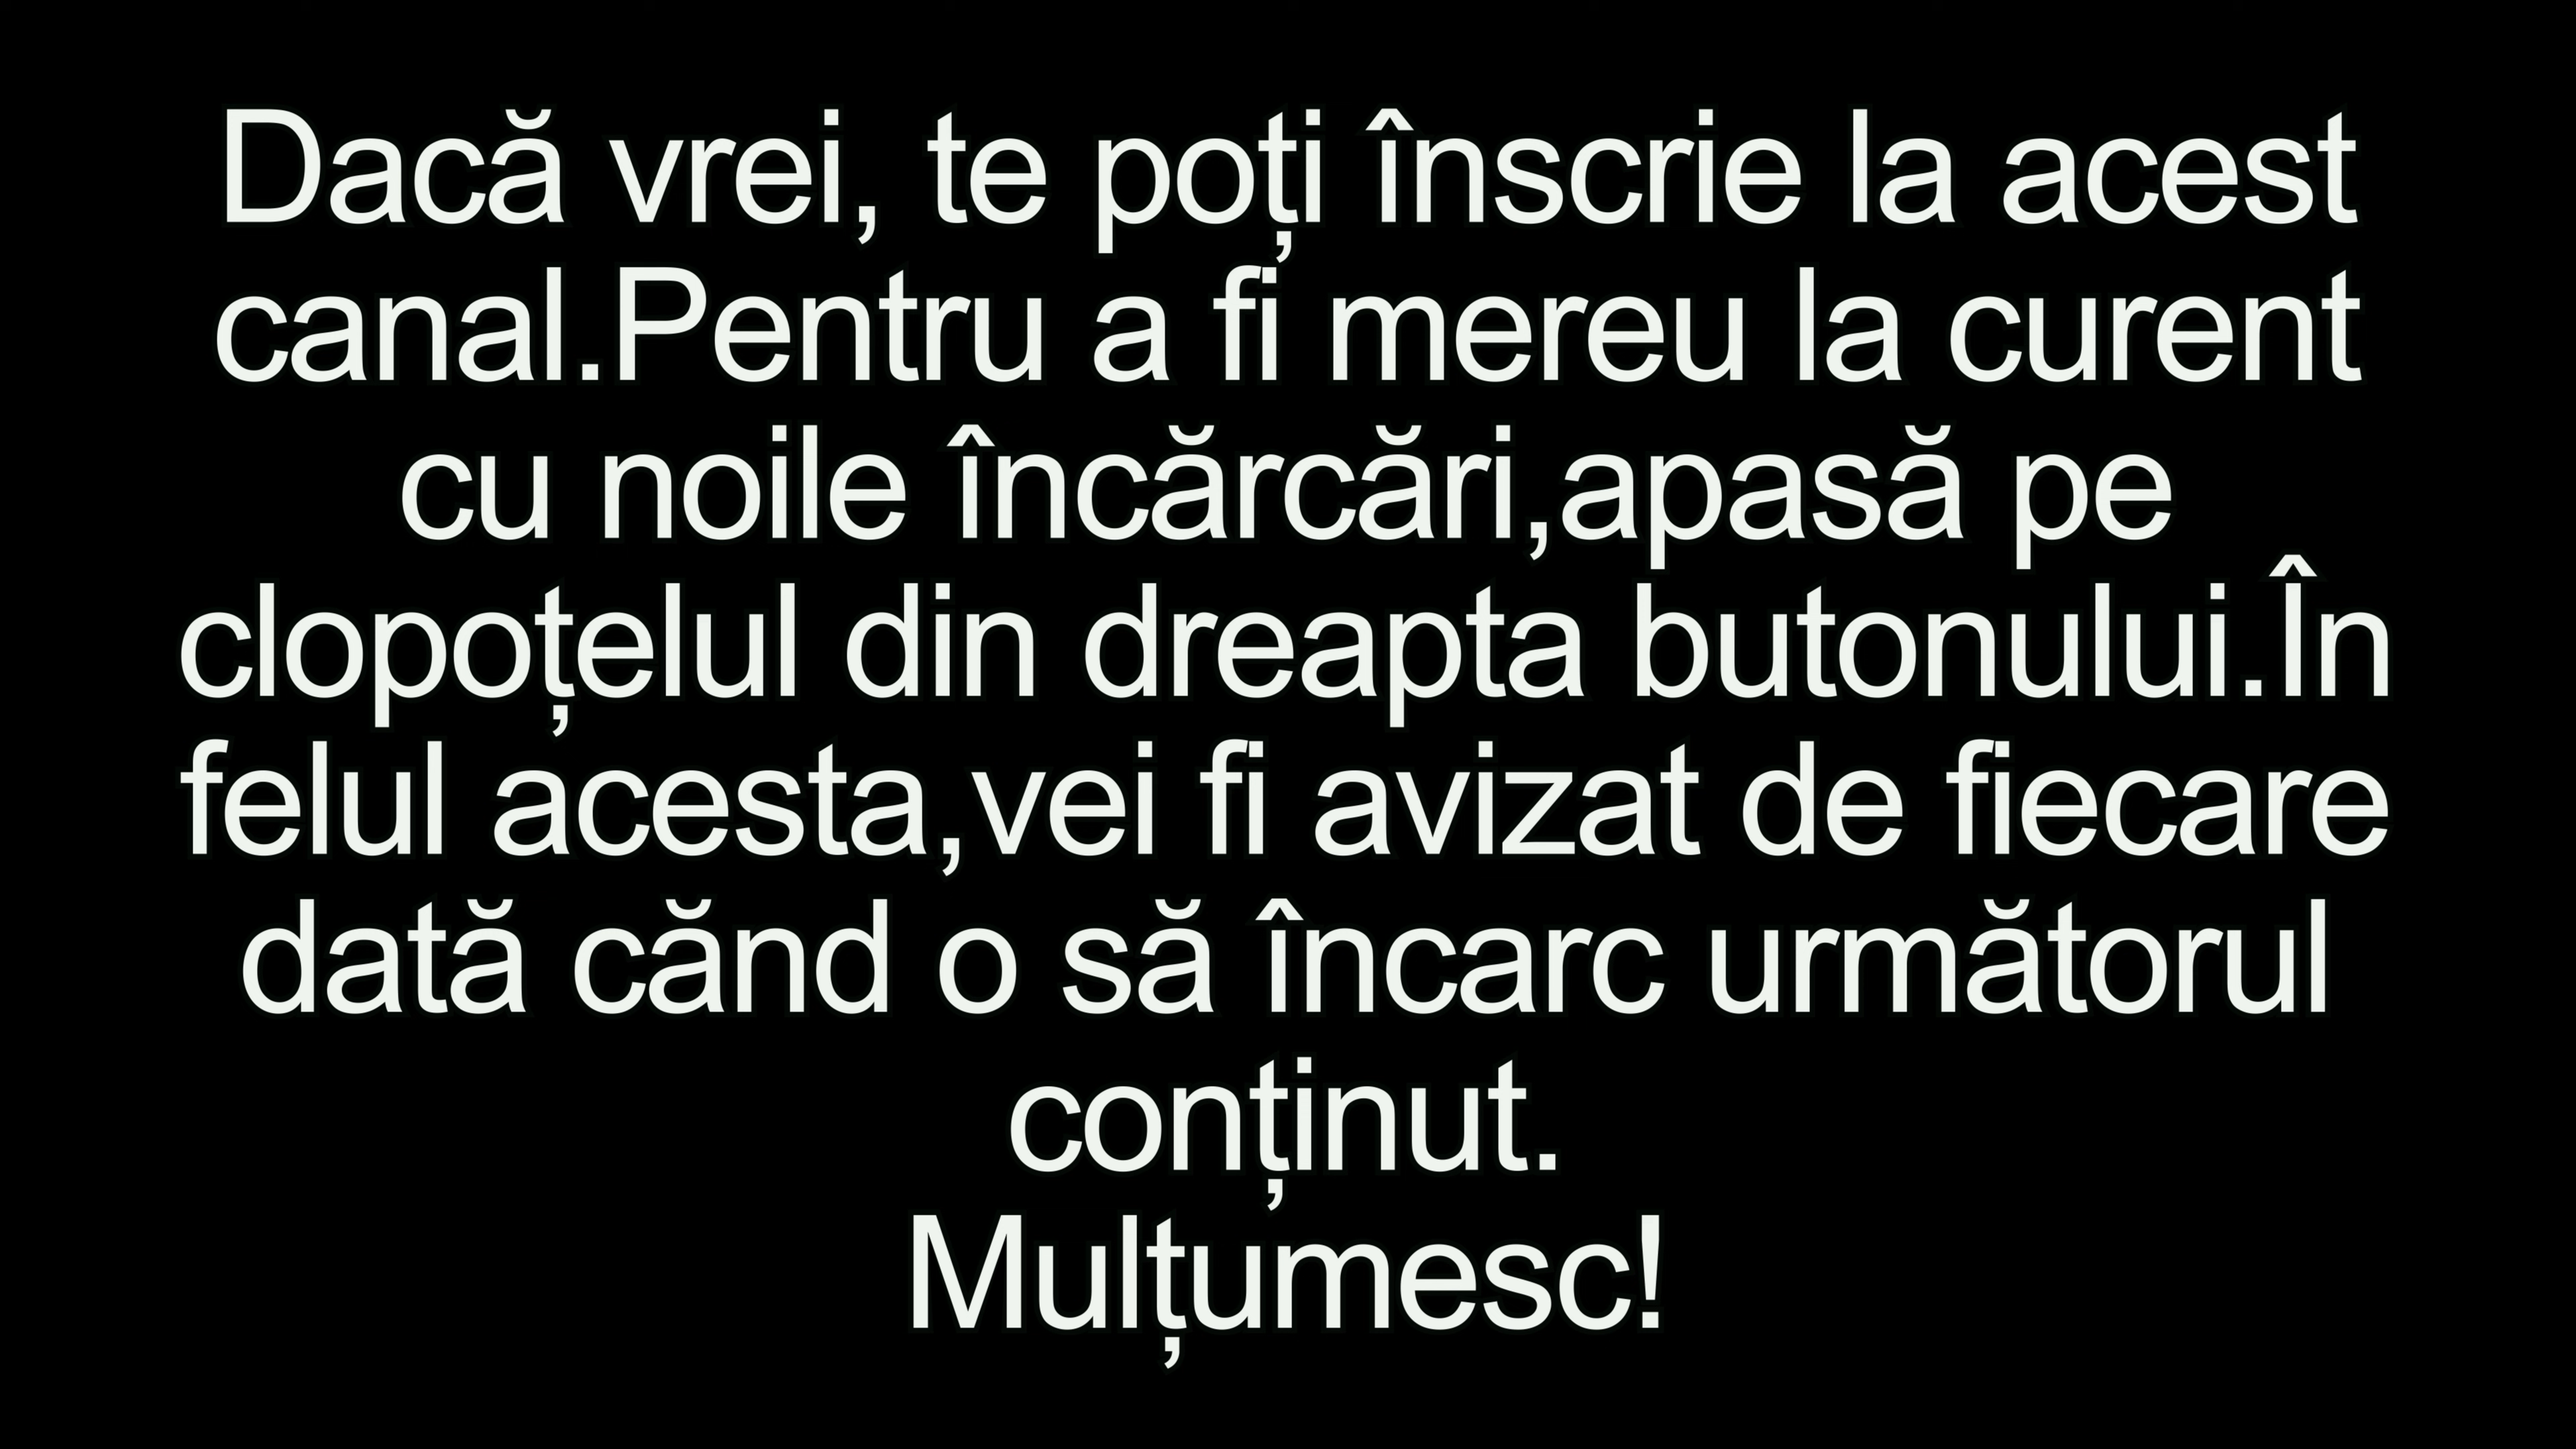 Dacă vrei, te poți înscrie la acest
canal.Pentru a fi mereu la curent
cu noile încărcări,apasă pe
clopoțelul din dreapta butonului.În
felul acesta,vei fi avizat de fiecare
dată cănd o să încarc următorul
conținut.
Mulțumesc!